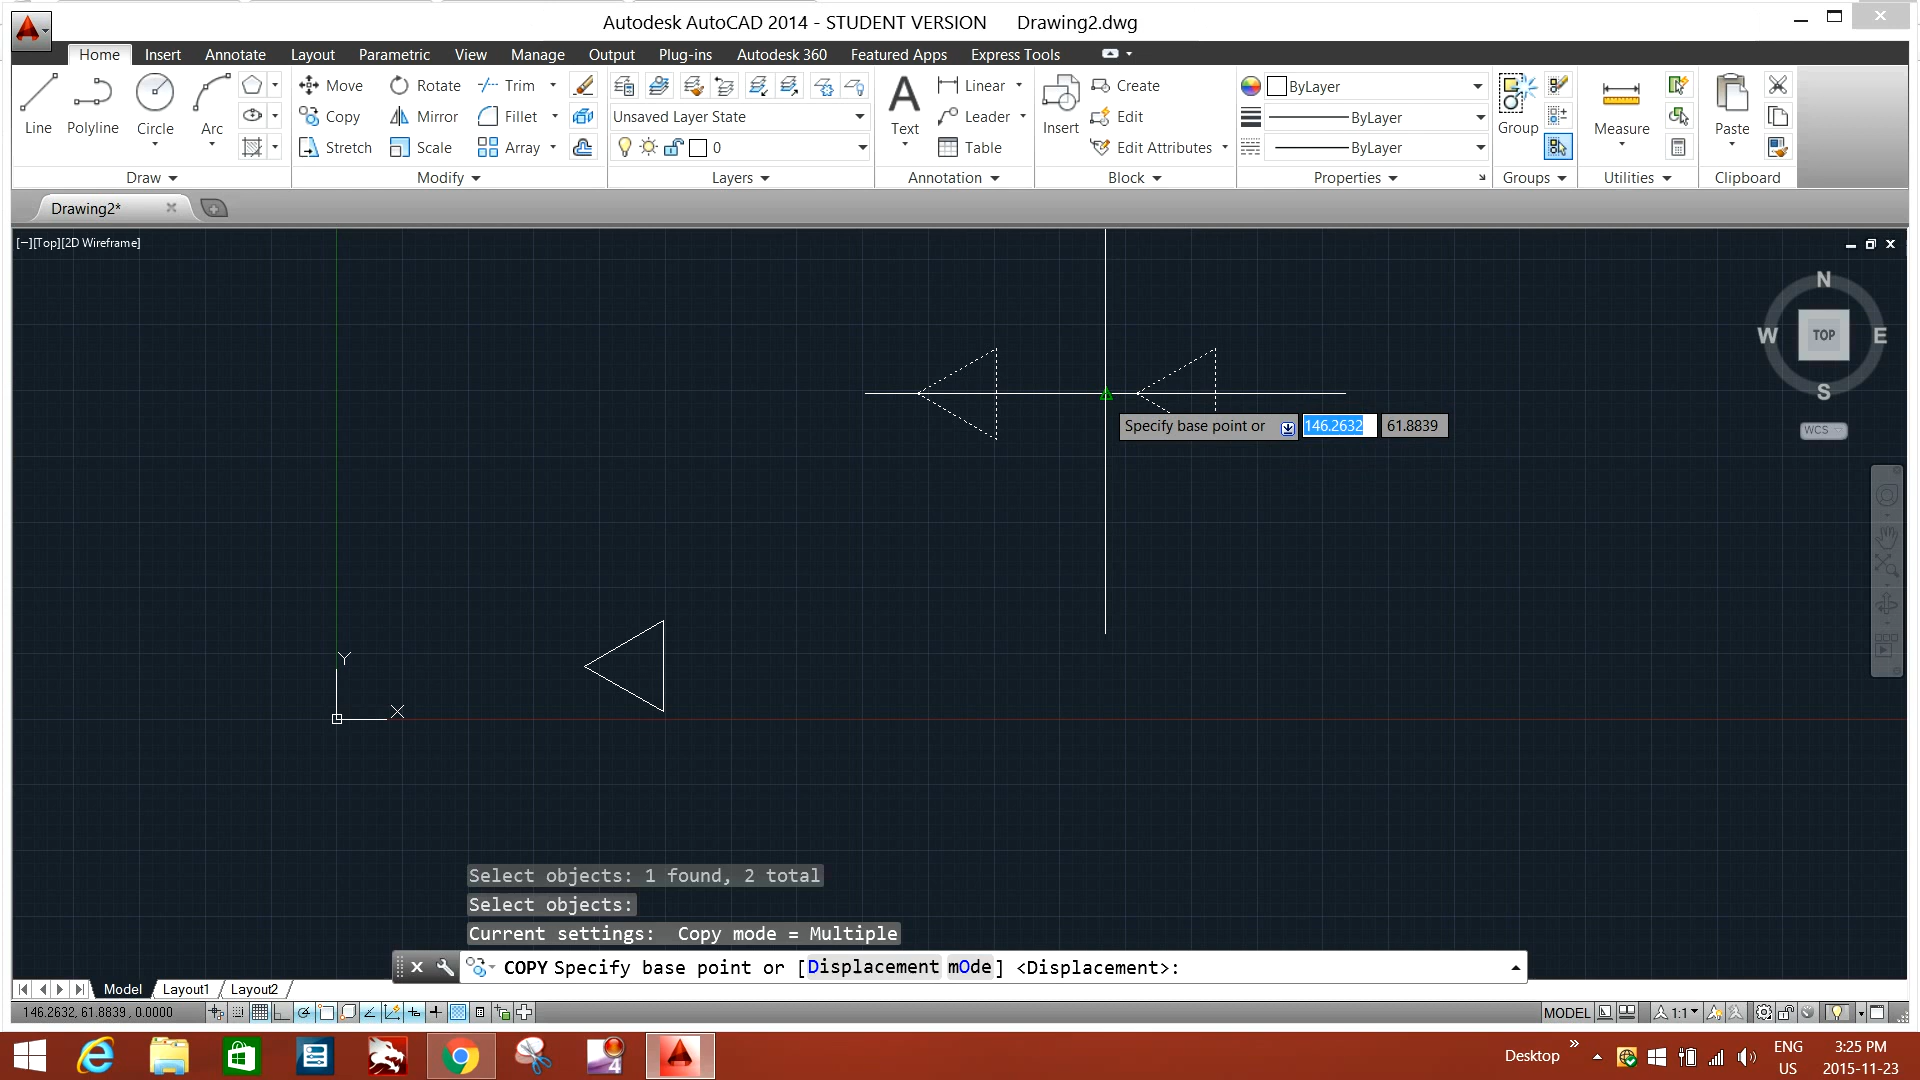 Autodesk AutoCAD 2014 - STUDENT VERSION Drawing2.dwg
Home Insert Annotate Layout Parametric View Manage Output Plug-ins Autodesk 360 Featured Apps Express Tools
Move Rotate Trim
Copy Mirror Fillet
Stretch Scale Array
Line Polyline Circle Arc
Unsaved Layer State
0
Text
Linear
Leader
Table
Insert
Create
Edit
Edit Attributes
ByLayer
ByLayer
ByLayer
Group
Measure
Paste
Draw Modify Layers Annotation Block Properties Groups Utilities Clipboard
Drawing2*
[−][Top][2D Wireframe]
N
W TOP E
S
WCS
Specify base point or 146.2632 61.8839
Y
X
Select objects: 1 found, 2 total
Select objects:
Current settings:  Copy mode = Multiple
COPY Specify base point or [Displacement mOde] <Displacement>:
Model Layout1 Layout2
146.2632, 61.8839 , 0.0000 MODEL 1:1
Desktop ENG 3:25 PM
US 2015-11-23
4